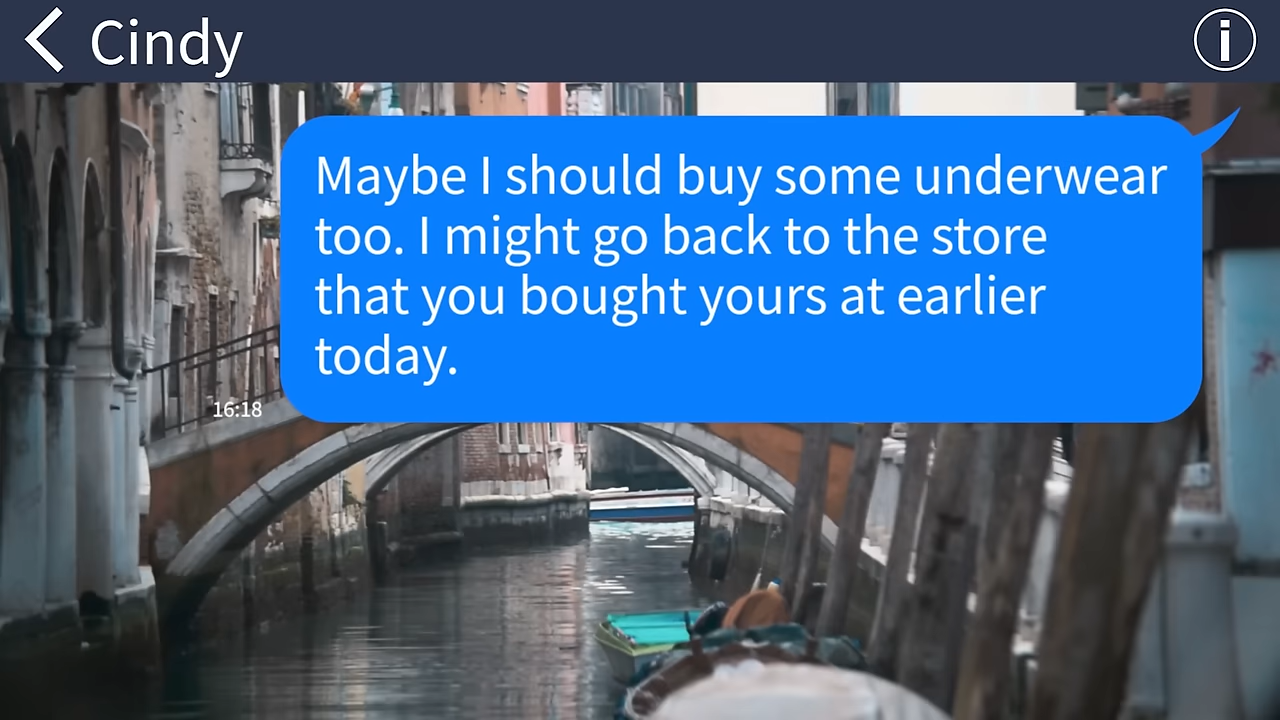 Cindy
Maybe I should buy some underwear
too. I might go back to the store
that you bought yours at earlier
today.
16:18